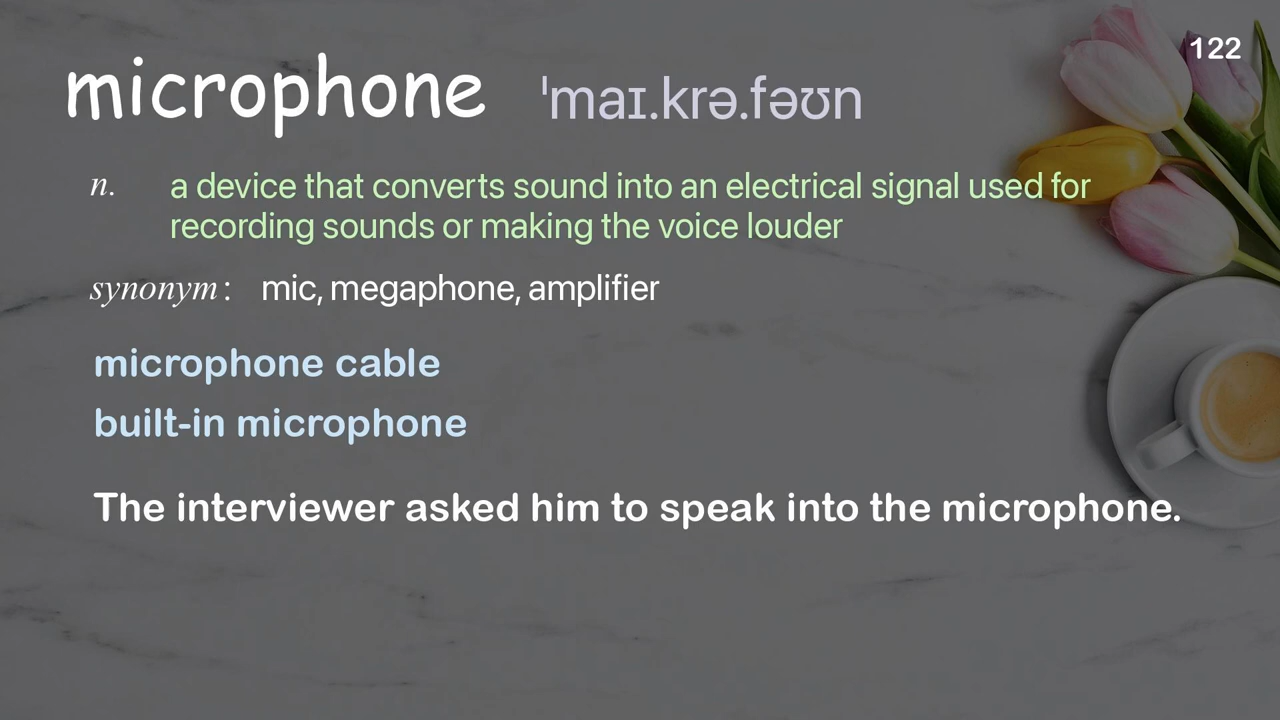 122
microphone ˈmaɪ.krə.fəʊn
n. a device that converts sound into an electrical signal used for
recording sounds or making the voice louder
synonym: mic, megaphone, amplifier
microphone cable
built-in microphone
The interviewer asked him to speak into the microphone.